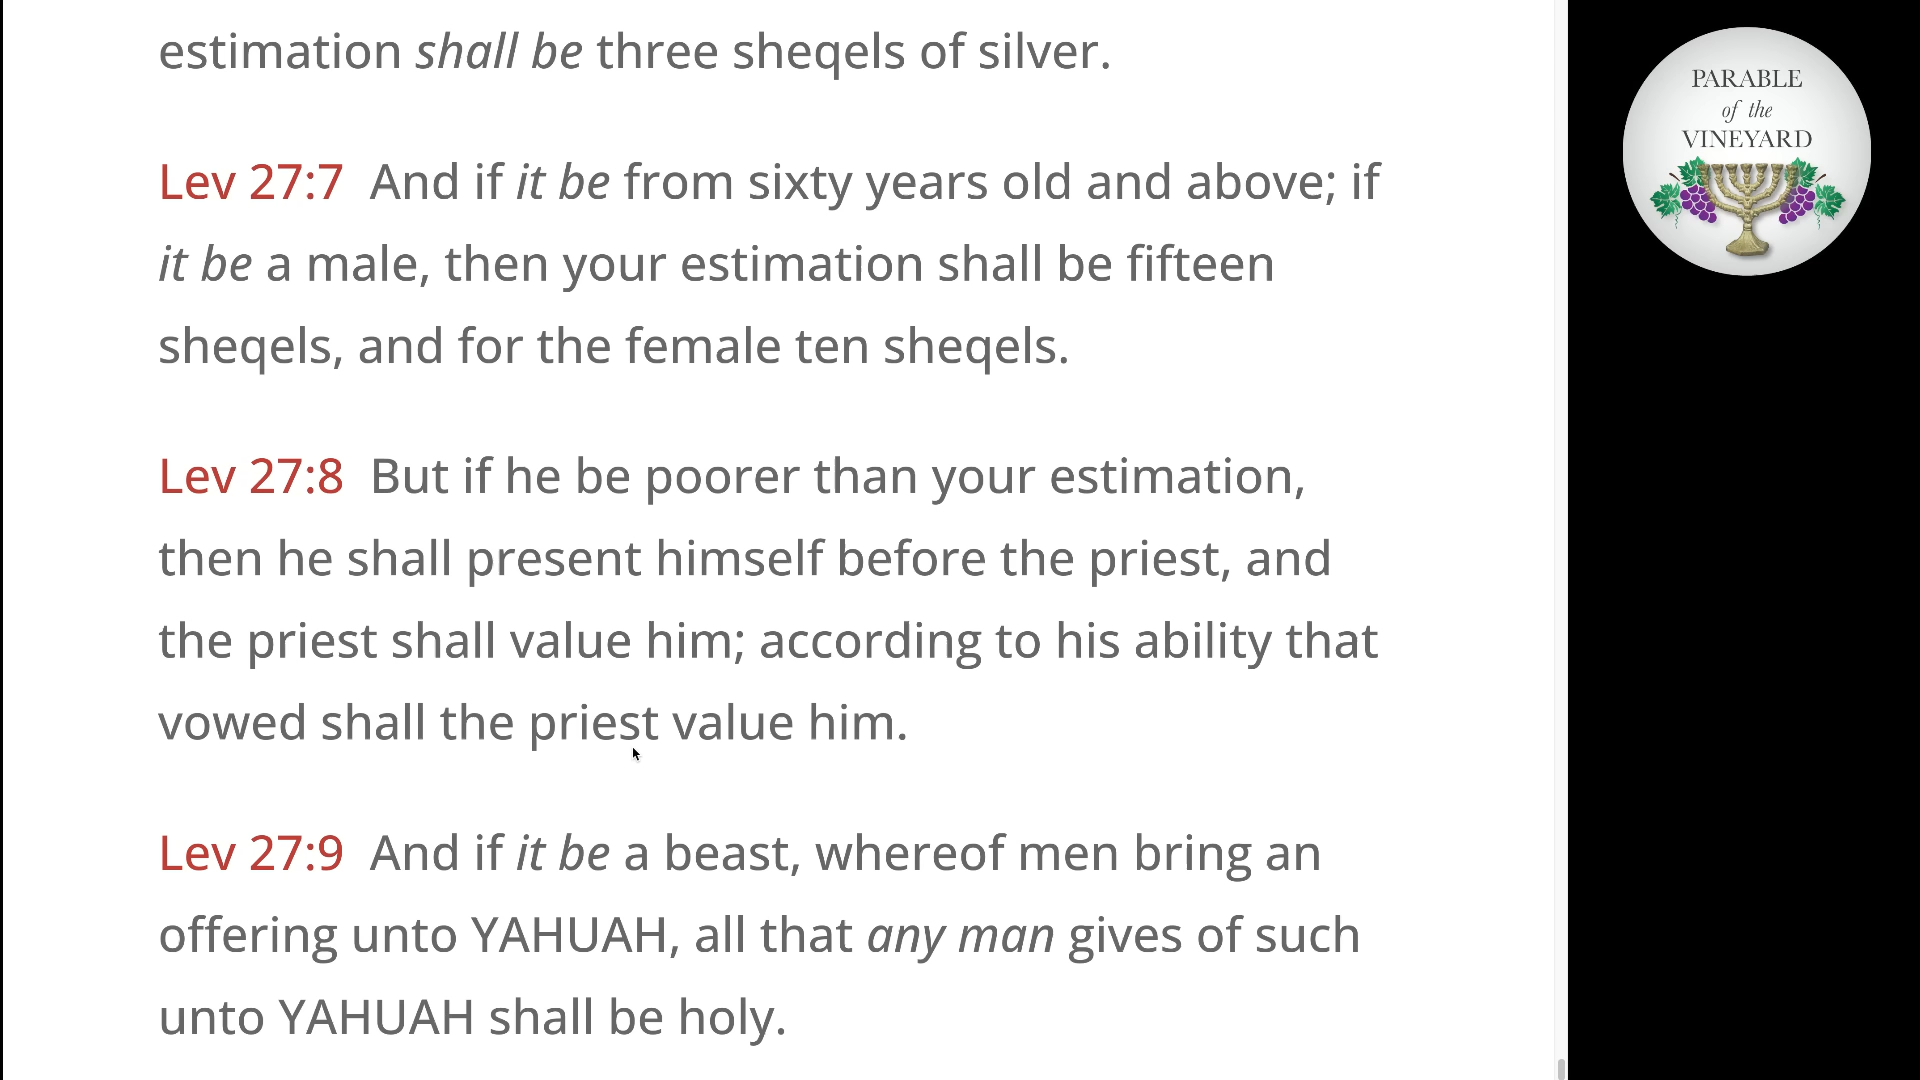 estimation shall be three sheqels of silver.
Lev 27:7 And if it be from sixty years old and above; if
it be a male, then your estimation shall be fifteen
sheqels, and for the female ten sheqels.
Lev 27:8 But if he be poorer than your estimation,
then he shall present himself before the priest, and
the priest shall value him; according to his ability that
vowed shall the priest value him.
Lev 27:9 And if it be a beast, whereof men bring an
offering unto YAHUAH, all that any man gives of such
unto YAHUAH shall be holy.
PARABLE
of the
VINEYARD